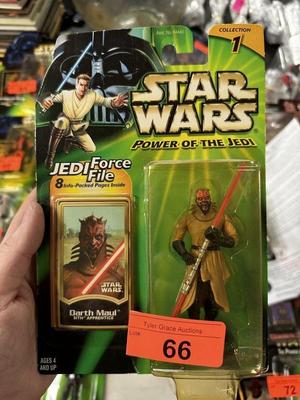 COLLECTION
1
STAR
WARS
POWER OF THE JEDI
JEDI Force
File
8 Info-Packed Pages Inside
STAR
WARS
Darth Maul
SITH APPRENTICE
AGES 4
AND UP
Tyler Grace Auctions
Lot#
66
72